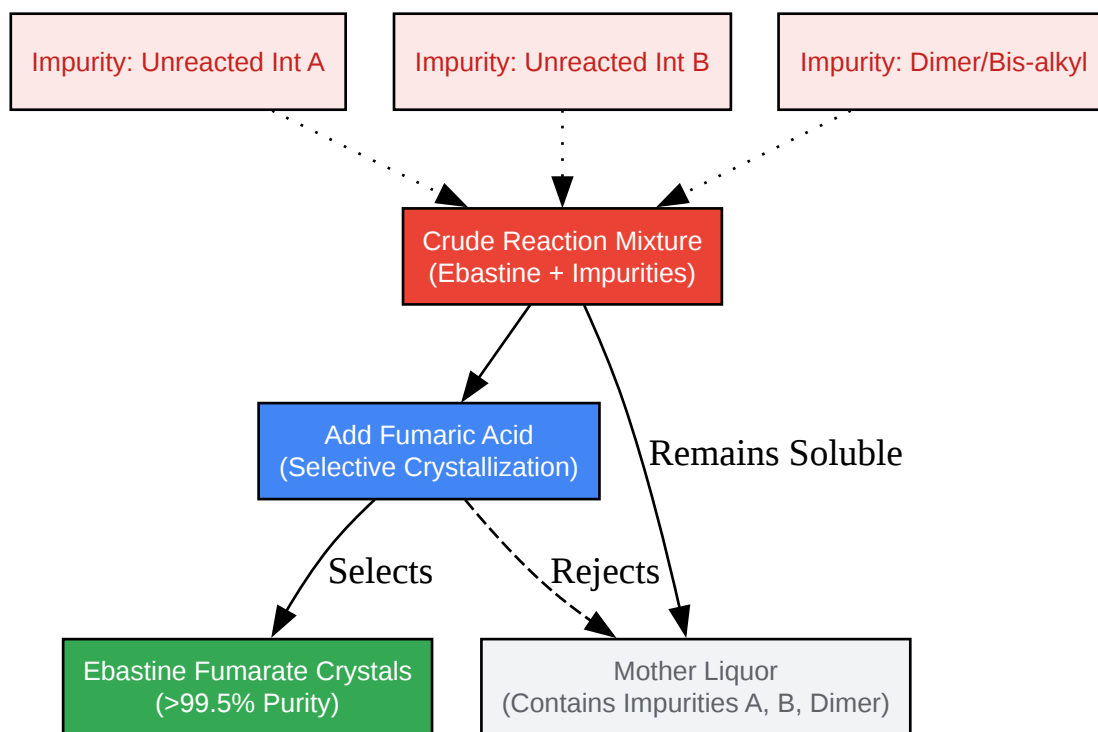 Impurity: Unreacted Int A
Impurity: Unreacted Int B
Impurity: Dimer/Bis-alkyl
Crude Reaction Mixture
(Ebastine + Impurities)
Add Fumaric Acid
(Selective Crystallization)
Remains Soluble
Selects
Rejects
Ebastine Fumarate Crystals
(>99.5% Purity)
Mother Liquor
(Contains Impurities A, B, Dimer)